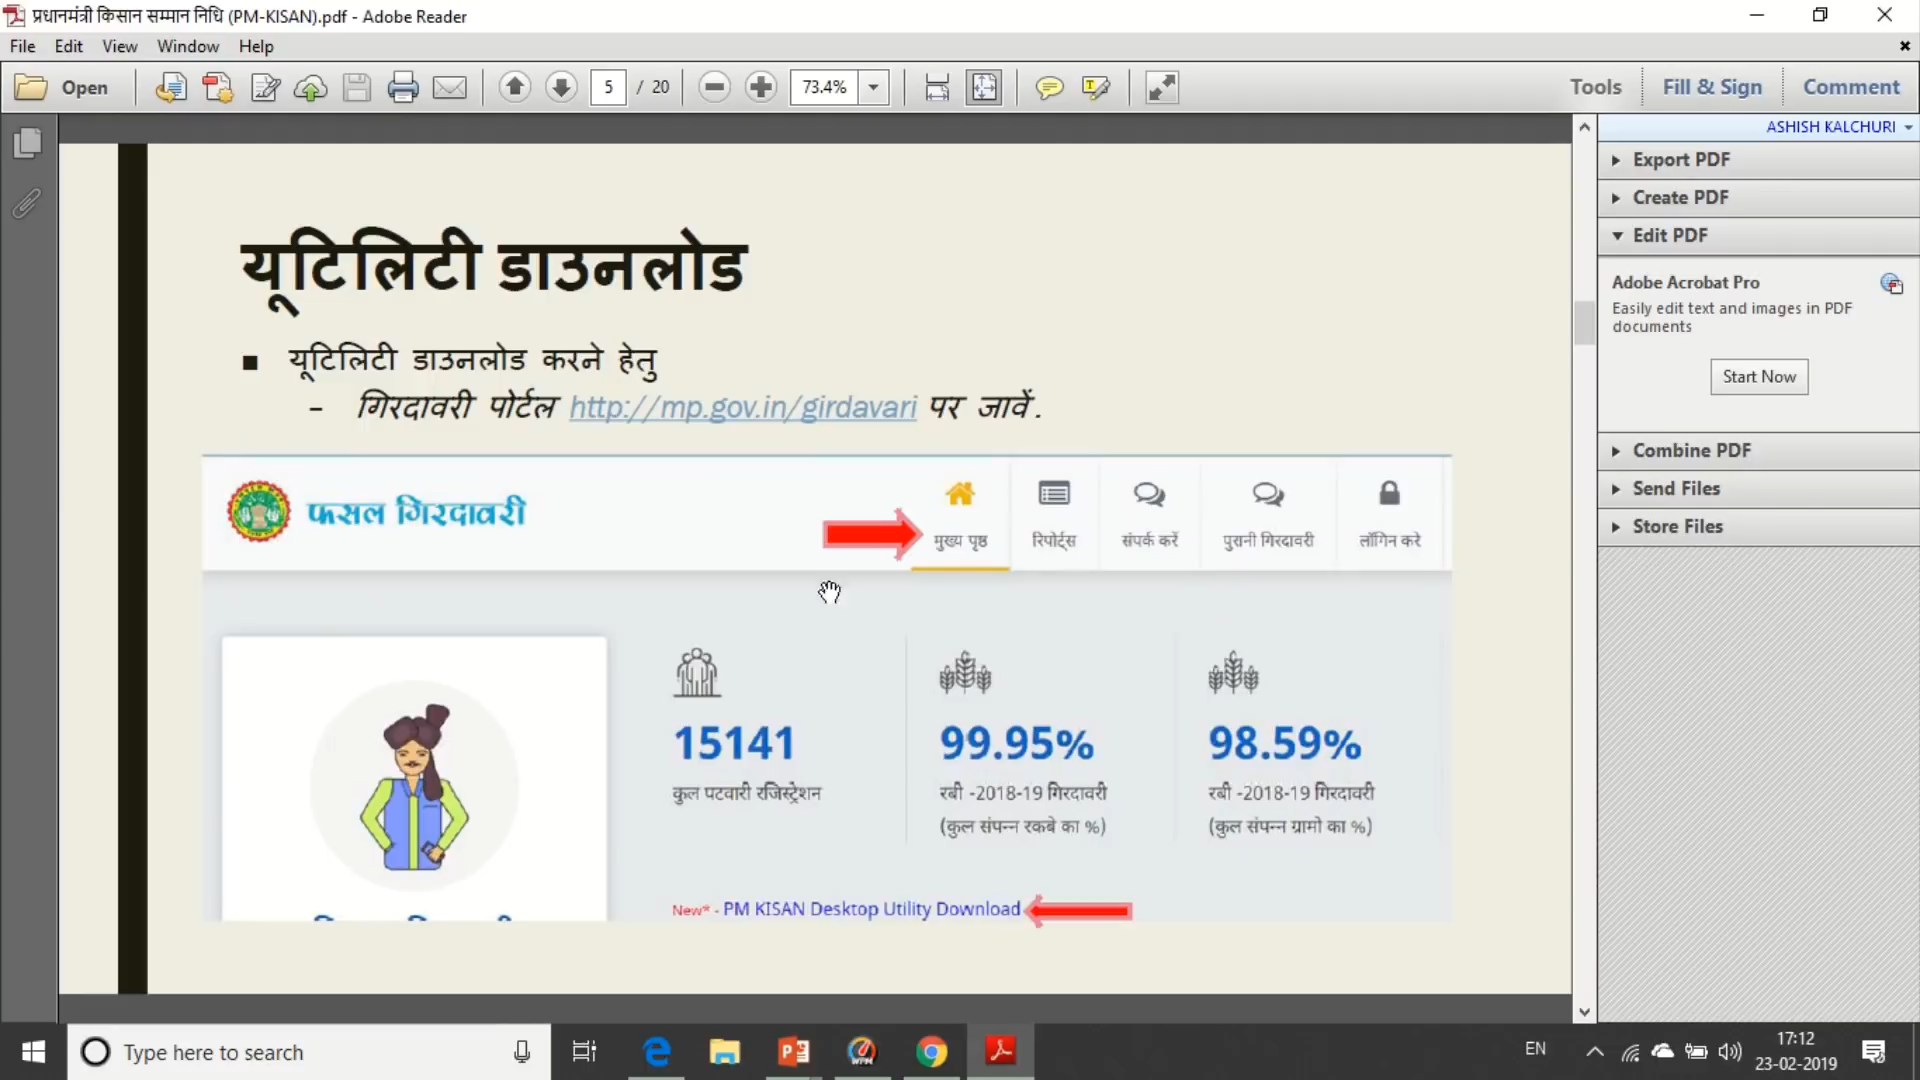 प्रधानमंत्री किसान सम्मान निधि (PM-KISAN).pdf - Adobe Reader
File Edit View Window Help
Open 5 / 20 73.4% Tools Fill & Sign Comment
ASHISH KALCHURI
Export PDF
Create PDF
Edit PDF
Adobe Acrobat Pro
Easily edit text and images in PDF
documents
Start Now
Combine PDF
Send Files
Store Files
यूटिलिटी डाउनलोड
■ यूटिलिटी डाउनलोड करने हेतु
– गिरदावरी पोर्टल http://mp.gov.in/girdavari पर जावें.
फसल गिरदावरी
मुख्य पृष्ठ रिपोर्ट्स संपर्क करें पुरानी गिरदावरी लॉगिन करे
15141 99.95% 98.59%
कुल पटवारी रजिस्ट्रेशन रबी -2018-19 गिरदावरी रबी -2018-19 गिरदावरी
(कुल संपन्न रकबे का %) (कुल संपन्न ग्रामो का %)
New* - PM KISAN Desktop Utility Download
Type here to search
EN 17:12
23-02-2019